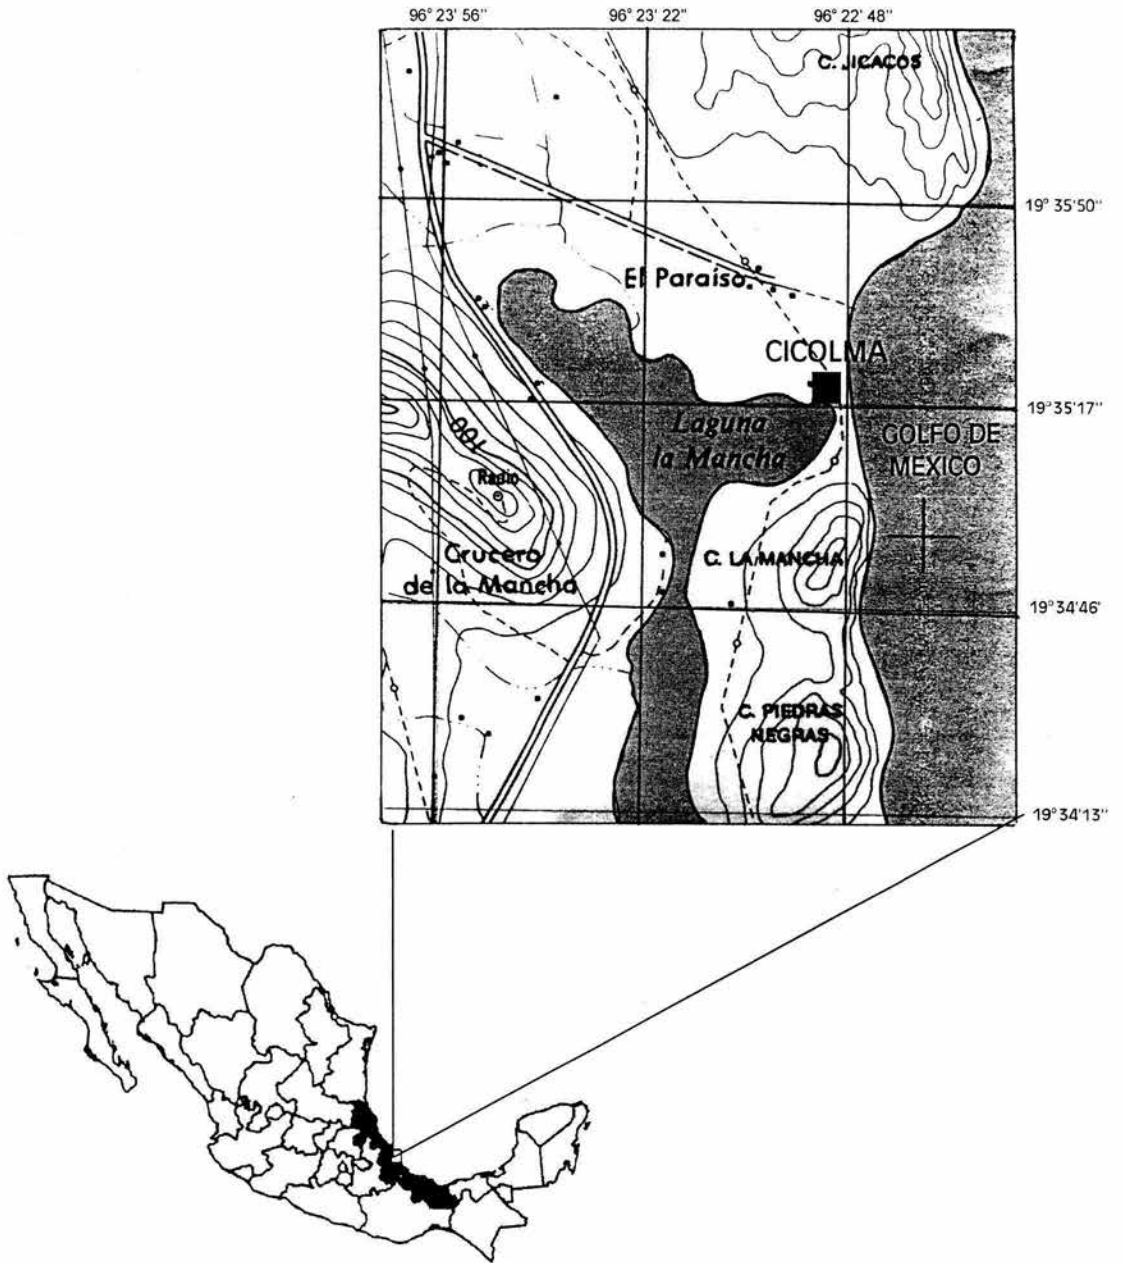 96° 23' 56" 96° 23' 22" 96° 22' 48"
C. JICACOS
19° 35'50"
El Paraíso
CICOLMA
19° 35'17"
Laguna
la Mancha
GOLFO DE
MEXICO
100
Radio
Crucero
de la Mancha
C. LA MANCHA
19° 34'46'
C. PIEDRAS
NEGRAS
19° 34'13"